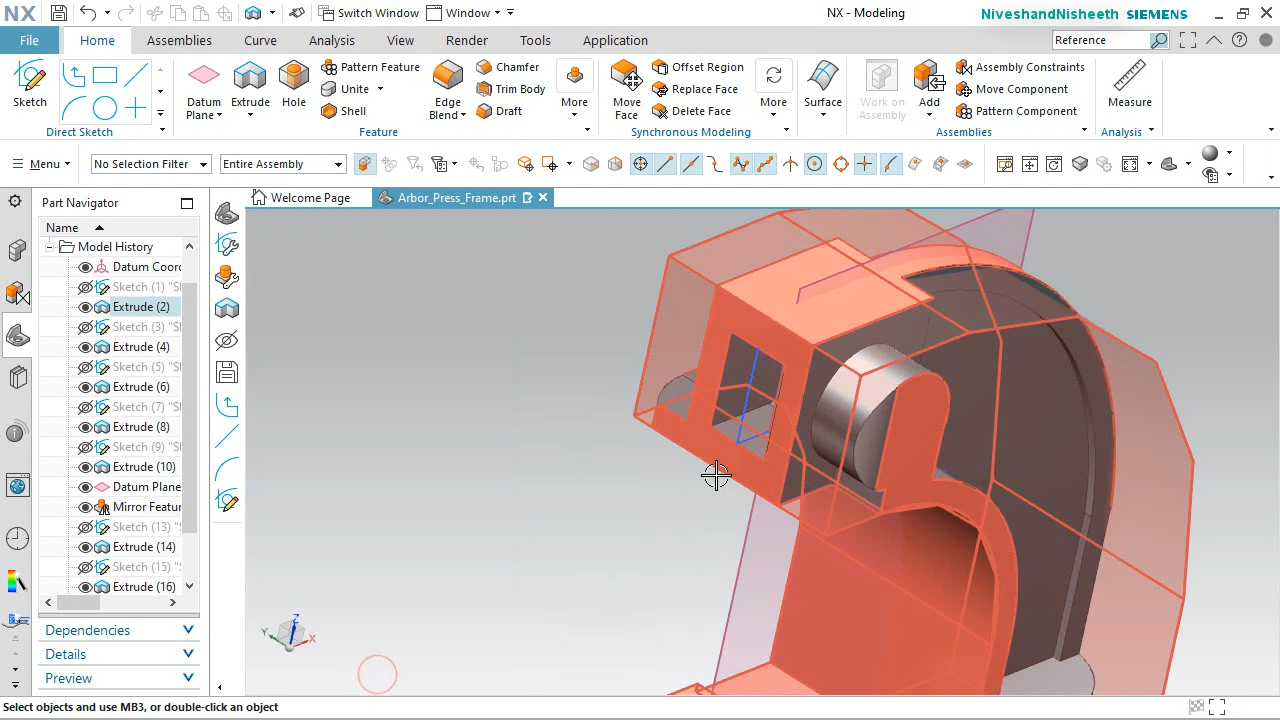 NX Switch Window Window NX - Modeling NiveshandNisheeth SIEMENS
File Home Assemblies Curve Analysis View Render Tools Application Reference
Sketch Datum Plane Extrude Hole Pattern Feature Unite Shell Edge Blend Chamfer Trim Body Draft More Move Face Offset Region Replace Face Delete Face More Surface Work on Assembly Add Assembly Constraints Move Component Pattern Component Measure
Direct Sketch Feature Synchronous Modeling Assemblies Analysis
Menu No Selection Filter Entire Assembly
Part Navigator Welcome Page Arbor_Press_Frame.prt
Name
Model History
Datum Coord
Sketch (1) "S
Extrude (2)
Sketch (3) "S
Extrude (4)
Sketch (5) "S
Extrude (6)
Sketch (7) "S
Extrude (8)
Sketch (9) "S
Extrude (10)
Datum Plane
Mirror Featur
Sketch (13) "
Extrude (14)
Sketch (15) "
Extrude (16)
Dependencies
Details
Preview
Z
Y X
Select objects and use MB3, or double-click an object